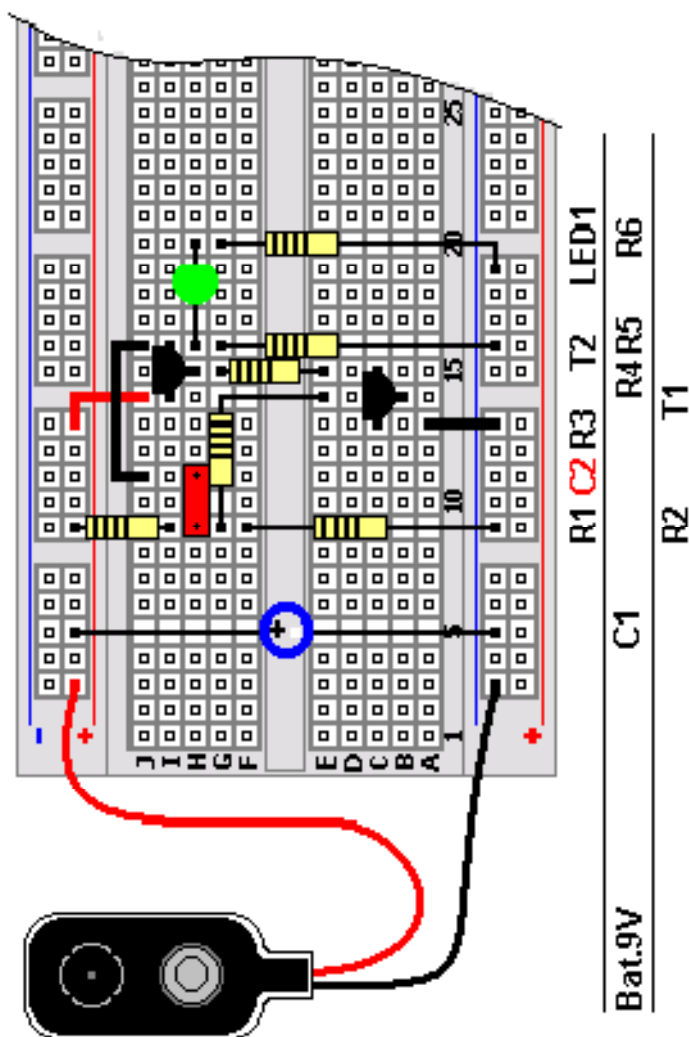 -
+
J
I
H
+ +
G
F
+
E
D
C
B
A
1 5 10 15 20 25
+
R1 C2 R3 T2 LED1
Bat.9V C1 R4 R5 R6
R2 T1